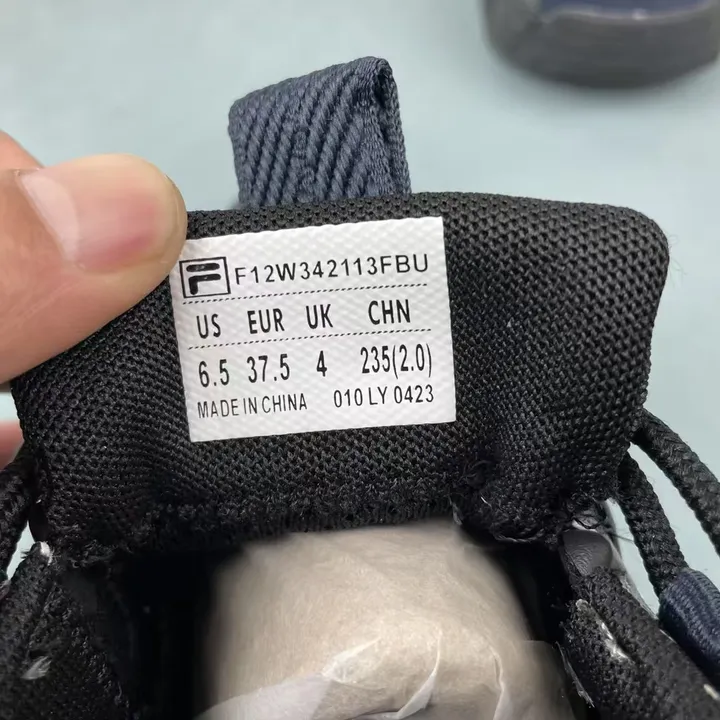 F F12W342113FBU
US EUR UK CHN
6.5 37.5 4 235(2.0)
MADE IN CHINA 010 LY 0423